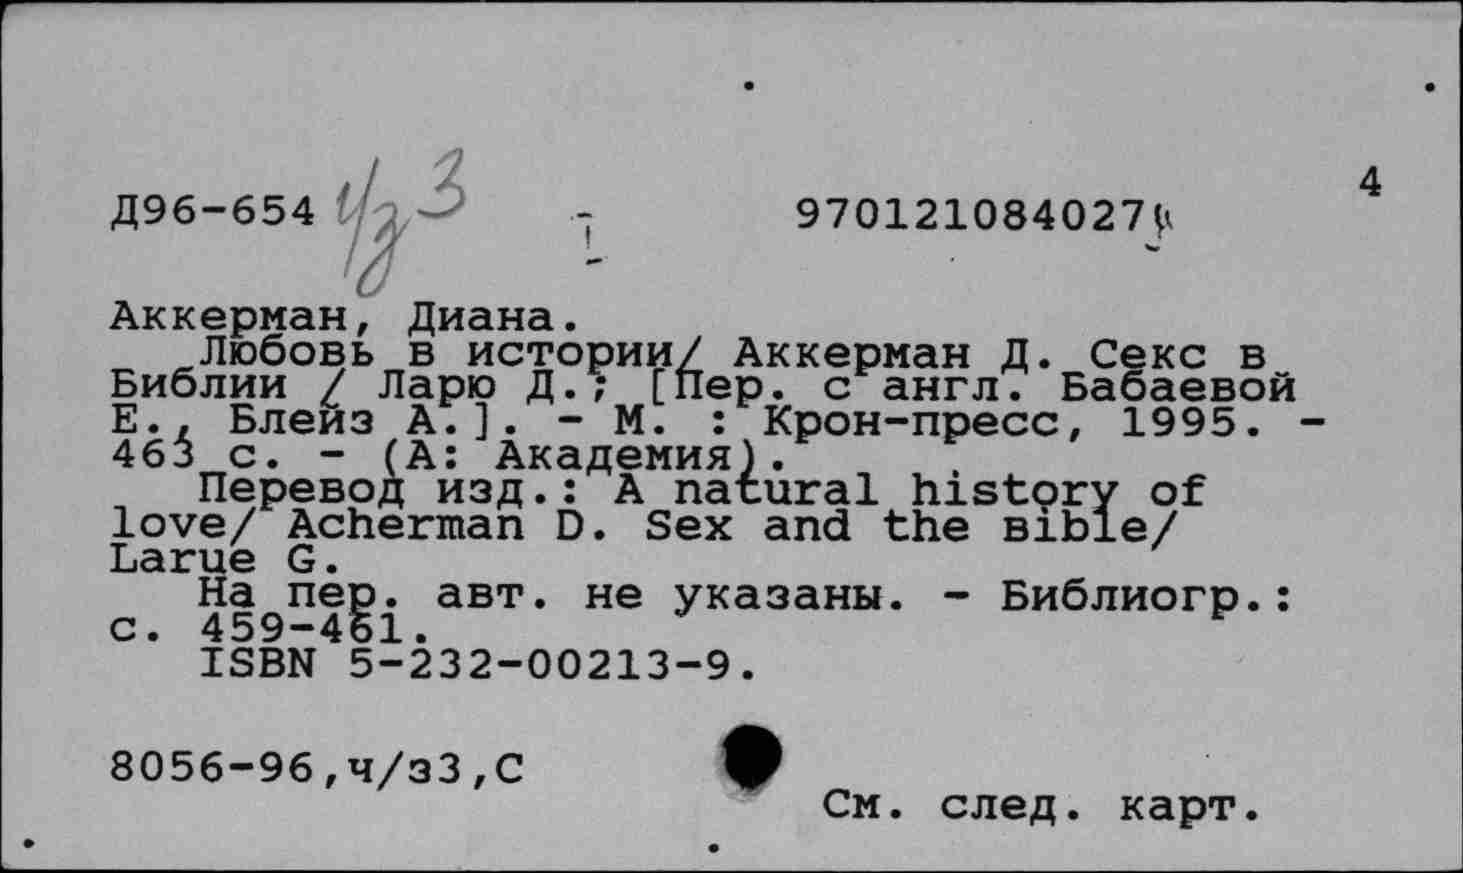 4
Д96-654 ч/з 3 970121084027
Аккерман, Диана.
Любовь в истории/ Аккерман Д. Секс в
Библии / Ларю Д.; [Пер. с англ. Бабаевой
Е., Блейз А.]. - М. : Крон-пресс, 1995. -
463 с. - (А: Академия).
Перевод изд.: A natural history of
love/ Acherman D. Sex and the вible/
Larue G.
На пер. авт. не указаны. - Библиогр.:
с. 459-461.
ISBN 5-232-00213-9.
8056-96,ч/з3,С
См. след. карт.